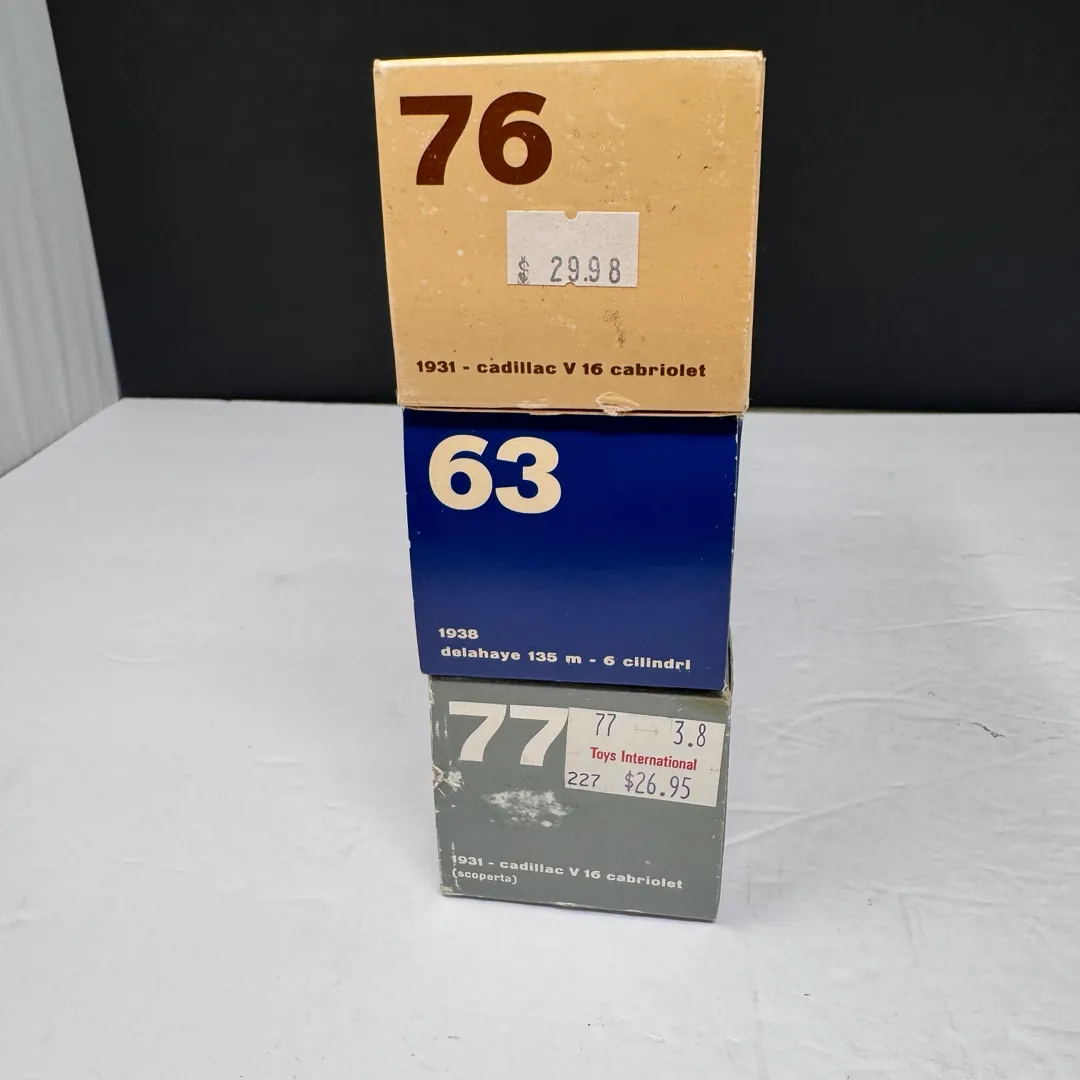 76
$ 29.98
1931 - cadillac V 16 cabriolet
63
1938
delahaye 135 m - 6 cilindri
77
77 3.8
Toys International
227 $26.95
1931 - cadillac V 16 cabriolet
(scoperta)